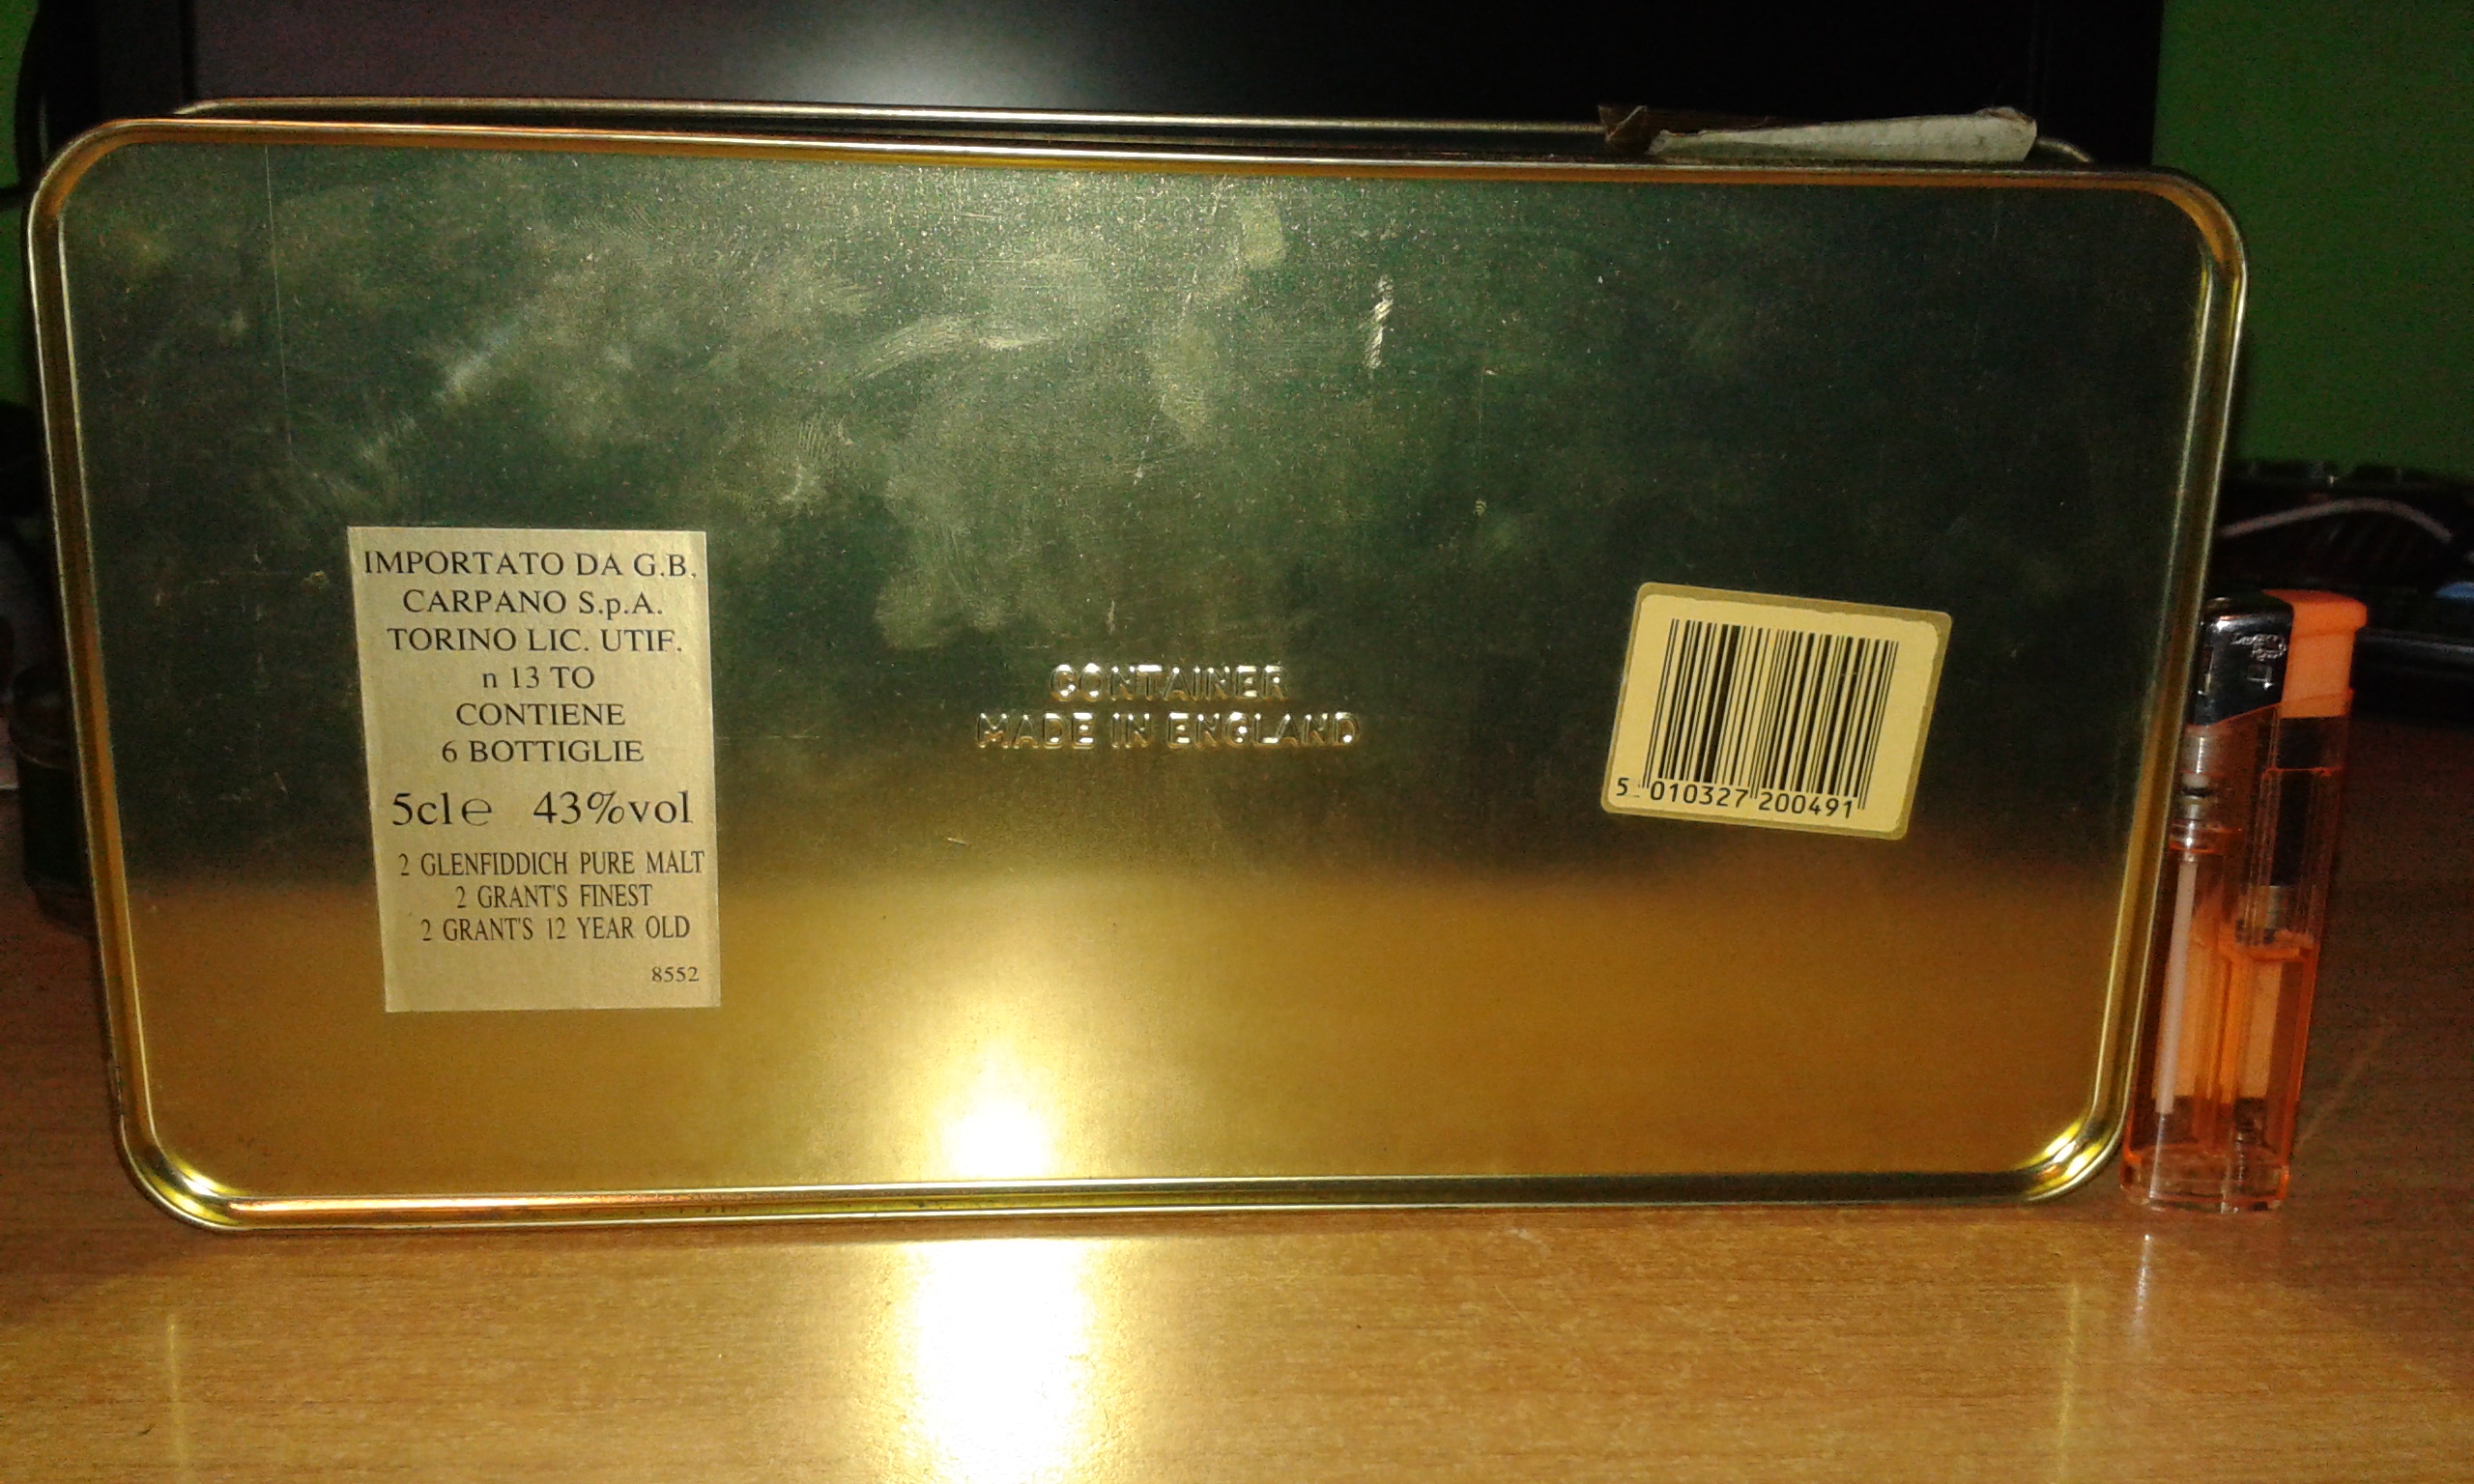 IMPORTATO DA G.B.
CARPANO S.p.A.
TORINO LIC. UTIF.
n 13 TO
CONTIENE
6 BOTTIGLIE
5cl℮ 43%vol
2 GLENFIDDICH PURE MALT
2 GRANT'S FINEST
2 GRANT'S 12 YEAR OLD
8552
CONTAINER
MADE IN ENGLAND
5 010327 200491